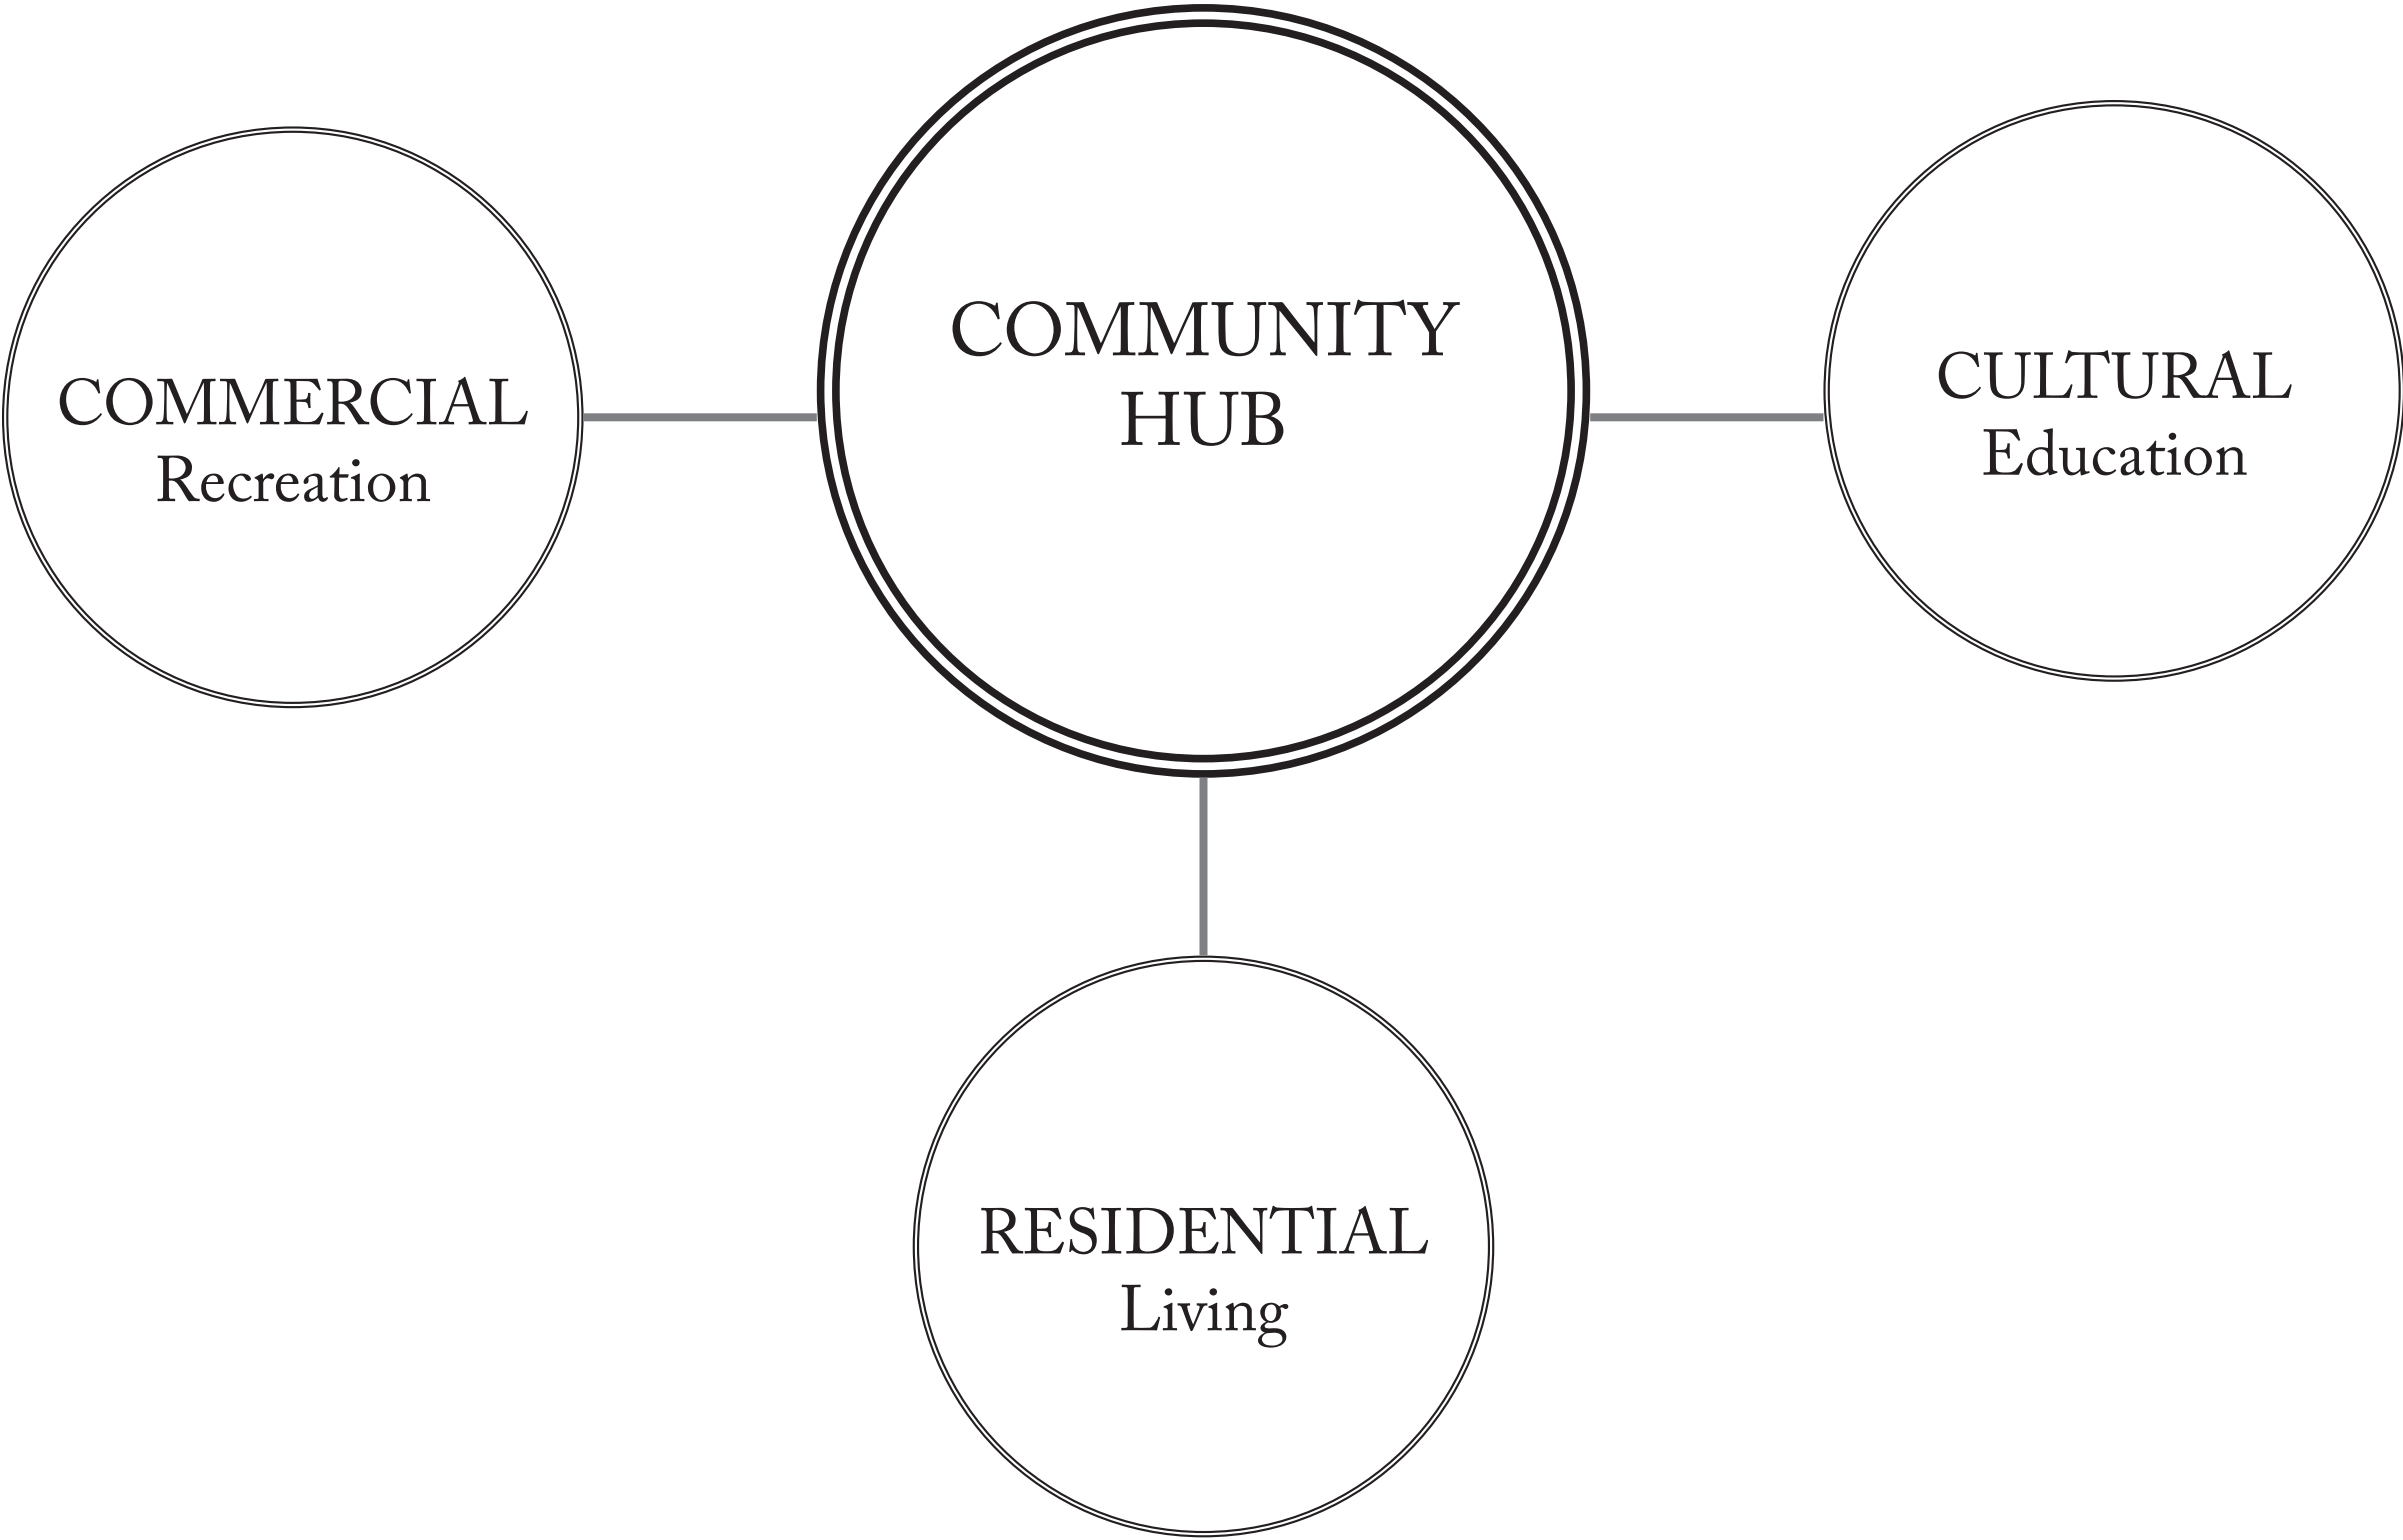 COMMERCIAL
Recreation
COMMUNITY
HUB
CULTURAL
Education
RESIDENTIAL
Living